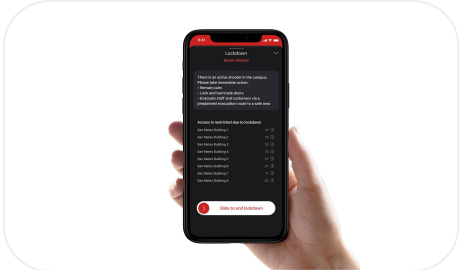 9:41
Lockdown
Active Shooter
There is an active shooter in the campus.
Please take immediate action:
- Remain calm
- Lock and barricade doors
- Evacuate staff and customers via a
preplanned evacuation route to a safe area
Access is restricted due to lockdown
San Mateo Building 1
San Mateo Building 2
San Mateo Building 3
San Mateo Building
San Mateo Building 5
San Mateo Building 6
San Mateo Building 7
San Mateo Building 8
Slide to end lockdown